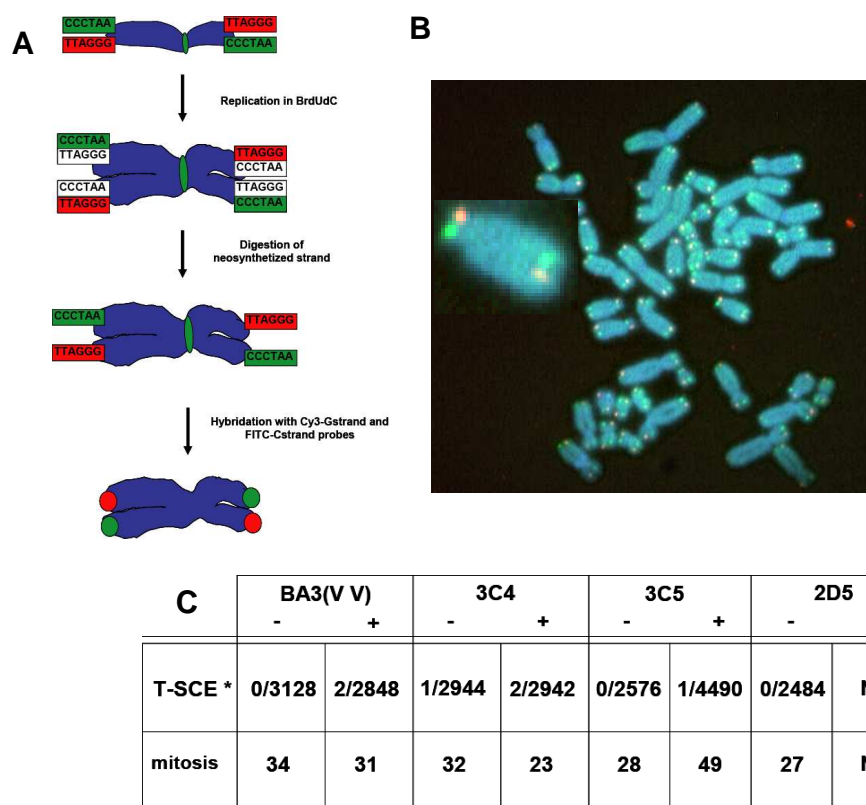 A
CCCTAA TTAGGG
TTAGGG CCCTAA
Replication in BrdUdC
CCCTAA
TTAGGG TTAGGG
CCCTAA
CCCTAA TTAGGG
TTAGGG CCCTAA
Digestion of
neosynthetized strand
CCCTAA TTAGGG
TTAGGG CCCTAA
Hybridation with Cy3-Gstrand and
FITC-Cstrand probes
B
C BA3(V V) 3C4 3C5 2D5
- + - + - + -
T-SCE * 0/3128 2/2848 1/2944 2/2942 0/2576 1/4490 0/2484
mitosis 34 31 32 23 28 49 27